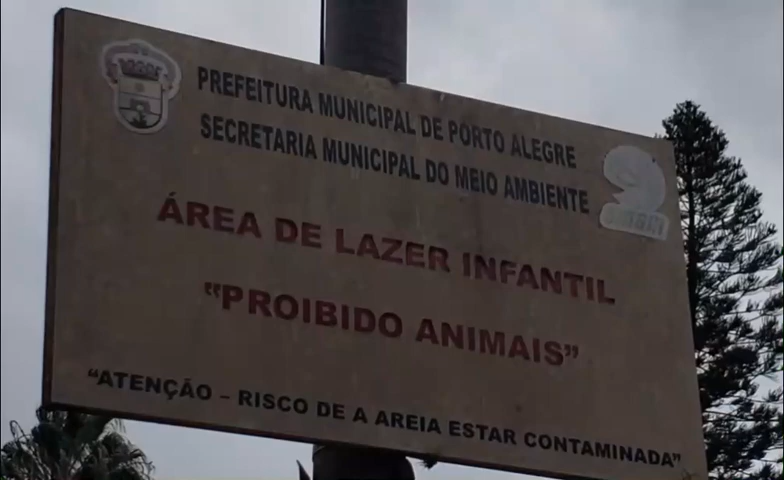 PREFEITURA MUNICIPAL DE PORTO ALEGRE
SECRETARIA MUNICIPAL DO MEIO AMBIENTE
ÁREA DE LAZER INFANTIL
"PROIBIDO ANIMAIS"
"ATENÇÃO – RISCO DE A AREIA ESTAR CONTAMINADA"